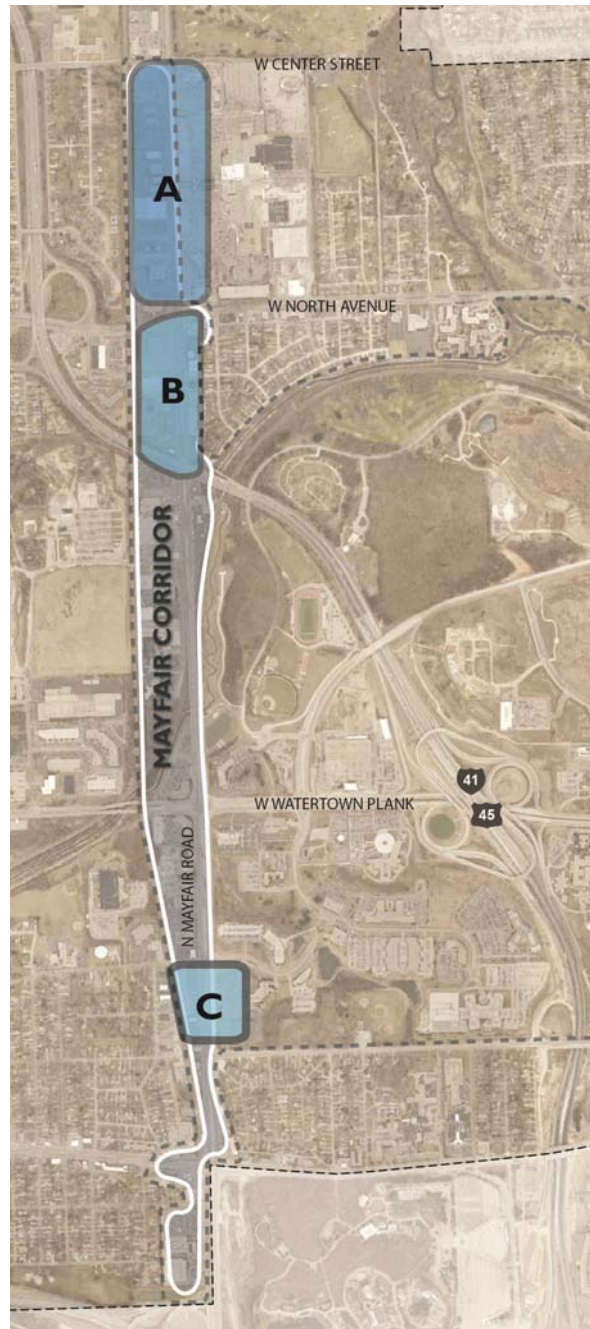 W CENTER STREET
A
W NORTH AVENUE
B
MAYFAIR CORRIDOR
41
45
W WATERTOWN PLANK
N MAYFAIR ROAD
C